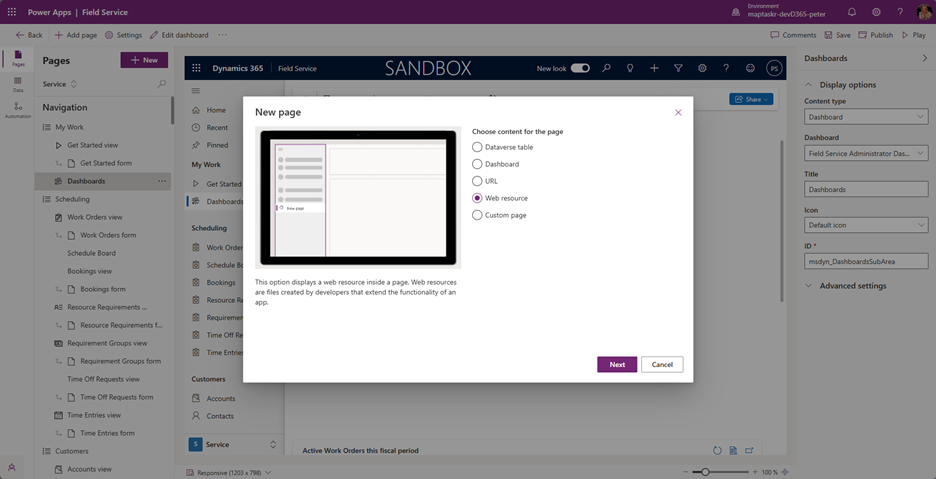 Power Apps | Field Service
Environment
maptaskr-devD365-peter
Back
Add page
Settings
Edit dashboard
Comments
Save
Publish
Play
Pages
Data
Automation
Pages
New
Service
Navigation
My Work
Get Started view
Get Started form
Dashboards
Scheduling
Work Orders view
Work Orders form
Schedule Board
Bookings view
Bookings form
Resource Requirements ...
Resource Requirements f...
Requirement Groups view
Requirement Groups form
Time Off Requests view
Time Off Requests form
Time Entries view
Time Entries form
Customers
Accounts view
Dynamics 365
Field Service
SANDBOX
New look
PS
Home
Recent
Pinned
My Work
Get Started
Dashboards
Scheduling
Work Order
Schedule Bo
Bookings
Resource Re
Requiremen
Time Off Re
Time Entries
Customers
Accounts
Contacts
S
Service
Share
New page
New page
This option displays a web resource inside a page. Web resources
are files created by developers that extend the functionality of an
app.
Choose content for the page
Dataverse table
Dashboard
URL
Web resource
Custom page
Next
Cancel
Active Work Orders this fiscal period
Responsive (1203 x 798)
100 %
Dashboards
Display options
Content type
Dashboard
Dashboard
Field Service Administrator Das...
Title
Dashboards
Icon
Default icon
ID *
msdyn_DashboardsSubArea
Advanced settings